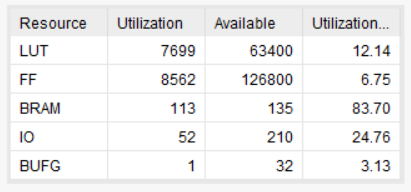 Resource Utilization Available Utilization...
LUT 7699 63400 12.14
FF 8562 126800 6.75
BRAM 113 135 83.70
IO 52 210 24.76
BUFG 1 32 3.13